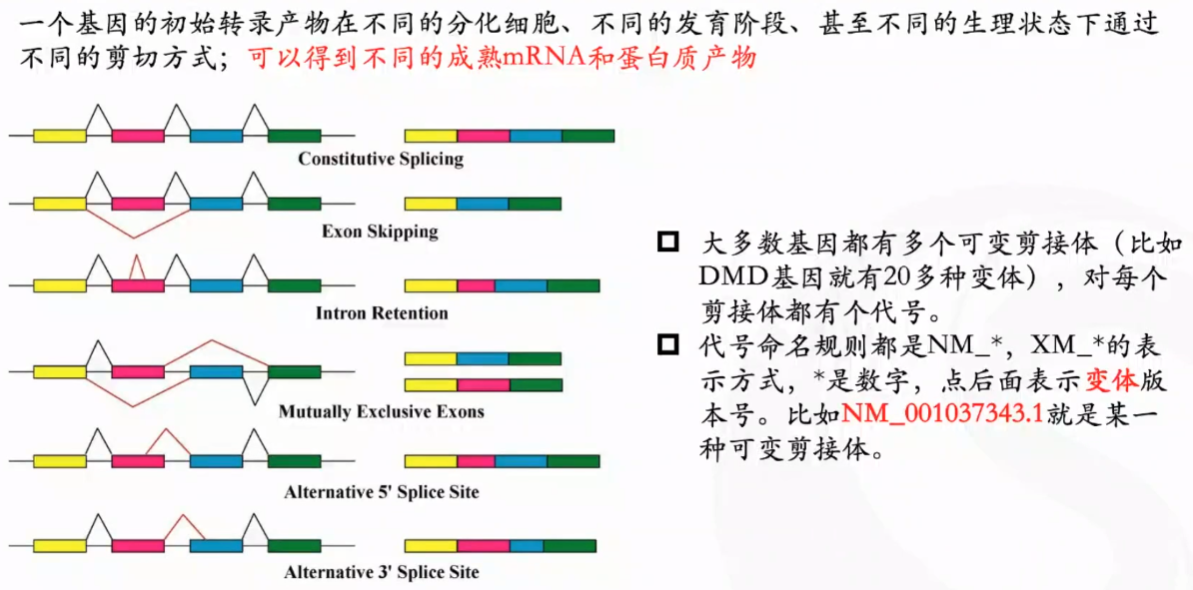 一个基因的初始转录产物在不同的分化细胞、不同的发育阶段、甚至不同的生理状态下通过
不同的剪切方式；可以得到不同的成熟mRNA和蛋白质产物
Constitutive Splicing
Exon Skipping
Intron Retention
Mutually Exclusive Exons
Alternative 5' Splice Site
Alternative 3' Splice Site
大多数基因都有多个可变剪接体（比如
DMD基因就有20多种变体），对每个
剪接体都有个代号。
代号命名规则都是NM_*，XM_*的表
示方式，*是数字，点后面表示变体版
本号。比如NM_001037343.1就是某一
种可变剪接体。